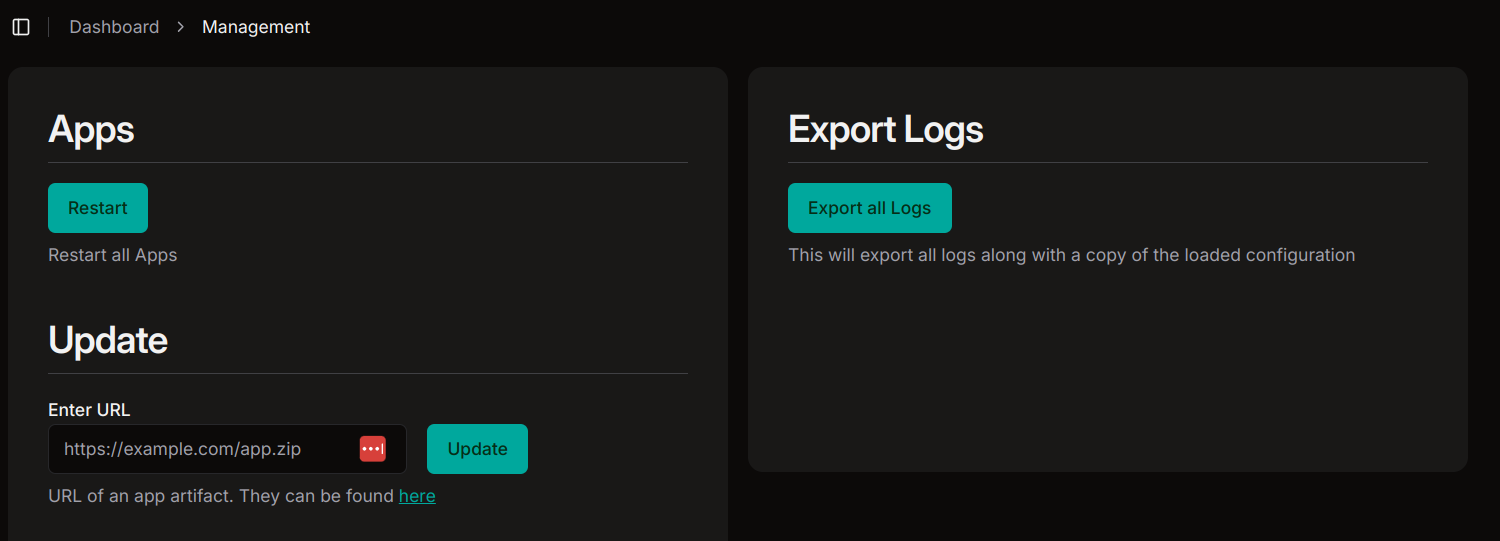 Dashboard > Management
Apps
Restart
Restart all Apps
Update
Enter URL
https://example.com/app.zip
Update
URL of an app artifact. They can be found here
Export Logs
Export all Logs
This will export all logs along with a copy of the loaded configuration